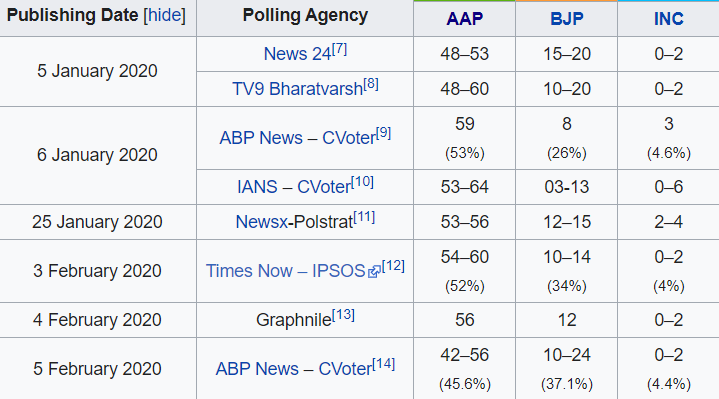 Publishing Date [hide] Polling Agency AAP BJP INC
5 January 2020 News 24[7] 48–53 15–20 0–2
TV9 Bharatvarsh[8] 48–60 10–20 0–2
6 January 2020 ABP News – CVoter[9] 59 8 3
(53%) (26%) (4.6%)
IANS – CVoter[10] 53–64 03-13 0–6
25 January 2020 Newsx-Polstrat[11] 53–56 12–15 2–4
3 February 2020 Times Now – IPSOS[12] 54–60 10–14 0–2
(52%) (34%) (4%)
4 February 2020 Graphnile[13] 56 12 0–2
5 February 2020 ABP News – CVoter[14] 42–56 10–24 0–2
(45.6%) (37.1%) (4.4%)